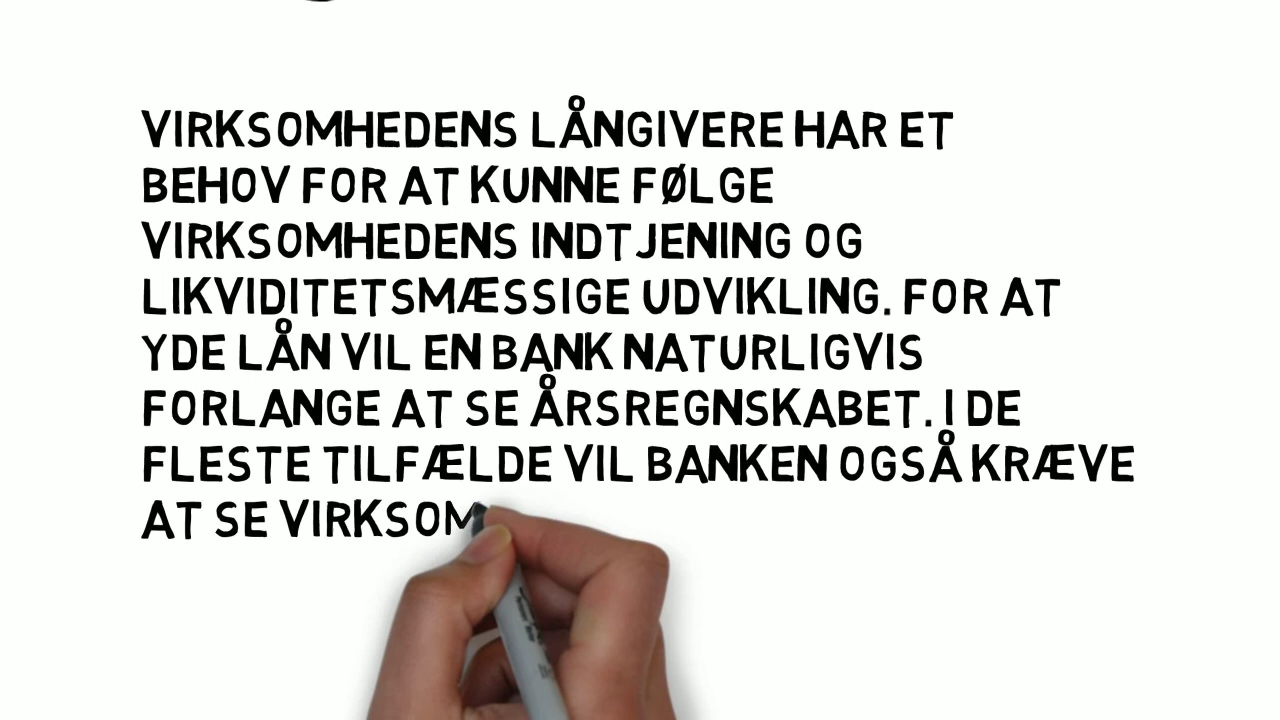 VIRKSOMHEDENS LÅNGIVERE HAR ET
BEHOV FOR AT KUNNE FØLGE
VIRKSOMHEDENS INDTJENING OG
LIKVIDITETSMÆSSIGE UDVIKLING. FOR AT
YDE LÅN VIL EN BANK NATURLIGVIS
FORLANGE AT SE ÅRSREGNSKABET. I DE
FLESTE TILFÆLDE VIL BANKEN OGSÅ KRÆVE
AT SE VIRKSOM